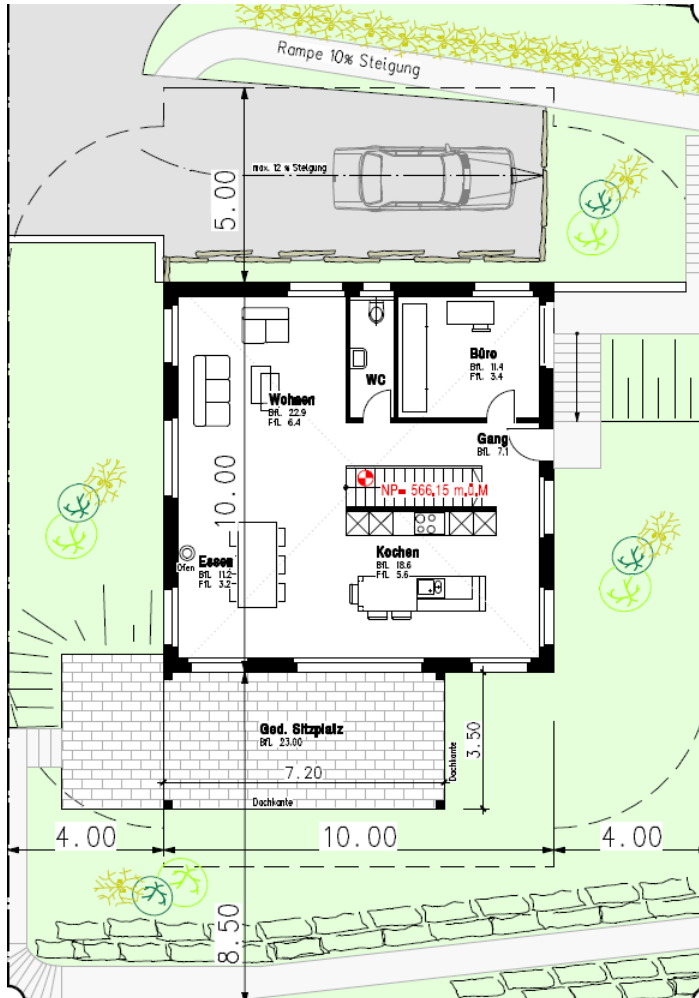 Rampe 10% Steigung
max. 12 % Steigung
5.00
Büro
Bfl. 11.4
Ffl. 3.4
WC
Wohnen
Bfl. 22.9
Ffl. 6.4
Gang
Bfl. 7.1
10.00
NP= 566,15 m.ü.M
Kochen
Bfl. 18.6
Ffl. 5.6
Essen
Bfl. 11.2
Ffl. 3.2
Ofen
Ged. Sitzplatz
Bfl. 23.00
3.50
Dachkante
7.20
Dachkante
4.00
10.00
4.00
8.50